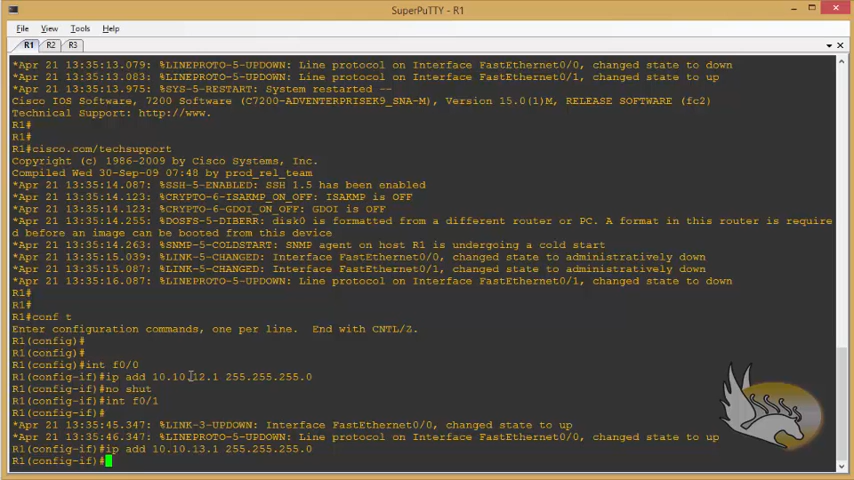 SuperPuTTY - R1
File View Tools Help
R1 R2 R3
*Apr 21 13:35:13.079: %LINEPROTO-5-UPDOWN: Line protocol on Interface FastEthernet0/0, changed state to down
*Apr 21 13:35:13.083: %LINEPROTO-5-UPDOWN: Line protocol on Interface FastEthernet0/1, changed state to up
*Apr 21 13:35:13.975: %SYS-5-RESTART: System restarted --
Cisco IOS Software, 7200 Software (C7200-ADVENTERPRISEK9_SNA-M), Version 15.0(1)M, RELEASE SOFTWARE (fc2)
Technical Support: http://www.
R1#
R1#
R1#cisco.com/techsupport
Copyright (c) 1986-2009 by Cisco Systems, Inc.
Compiled Wed 30-Sep-09 07:48 by prod_rel_team
*Apr 21 13:35:14.087: %SSH-5-ENABLED: SSH 1.5 has been enabled
*Apr 21 13:35:14.123: %CRYPTO-6-ISAKMP_ON_OFF: ISAKMP is OFF
*Apr 21 13:35:14.123: %CRYPTO-6-GDOI_ON_OFF: GDOI is OFF
*Apr 21 13:35:14.255: %DOSFS-5-DIBERR: disk0 is formatted from a different router or PC. A format in this router is require
d before an image can be booted from this device
*Apr 21 13:35:14.263: %SNMP-5-COLDSTART: SNMP agent on host R1 is undergoing a cold start
*Apr 21 13:35:15.039: %LINK-5-CHANGED: Interface FastEthernet0/0, changed state to administratively down
*Apr 21 13:35:15.087: %LINK-5-CHANGED: Interface FastEthernet0/1, changed state to administratively down
*Apr 21 13:35:16.087: %LINEPROTO-5-UPDOWN: Line protocol on Interface FastEthernet0/1, changed state to down
R1#
R1#
R1#conf t
Enter configuration commands, one per line.  End with CNTL/Z.
R1(config)#
R1(config)#
R1(config)#int f0/0
R1(config-if)#ip add 10.10.12.1 255.255.255.0
R1(config-if)#no shut
R1(config-if)#int f0/1
R1(config-if)#
*Apr 21 13:35:45.347: %LINK-3-UPDOWN: Interface FastEthernet0/0, changed state to up
*Apr 21 13:35:46.347: %LINEPROTO-5-UPDOWN: Line protocol on Interface FastEthernet0/0, changed state to up
R1(config-if)#ip add 10.10.13.1 255.255.255.0
R1(config-if)#